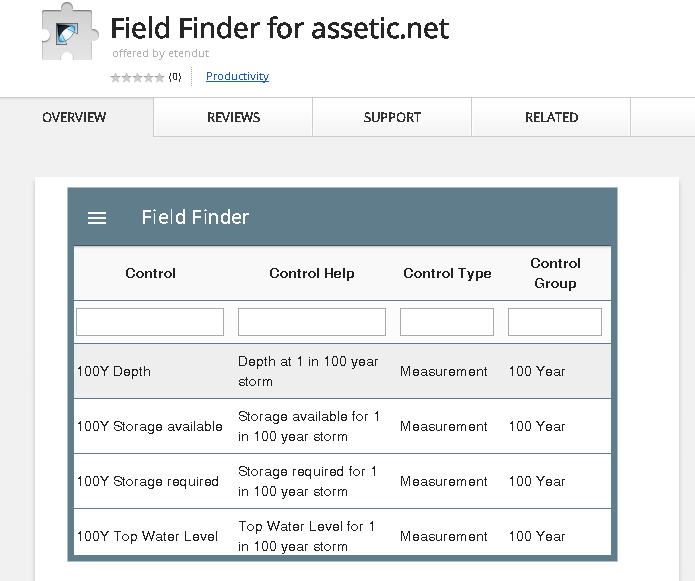 Field Finder for assetic.net
offered by etendut
(0) Productivity
OVERVIEW REVIEWS SUPPORT RELATED
Field Finder
Control Control Help Control Type Control Group
100Y Depth Depth at 1 in 100 year storm Measurement 100 Year
100Y Storage available Storage available for 1 in 100 year storm Measurement 100 Year
100Y Storage required Storage required for 1 in 100 year storm Measurement 100 Year
100Y Top Water Level Top Water Level for 1 in 100 year storm Measurement 100 Year